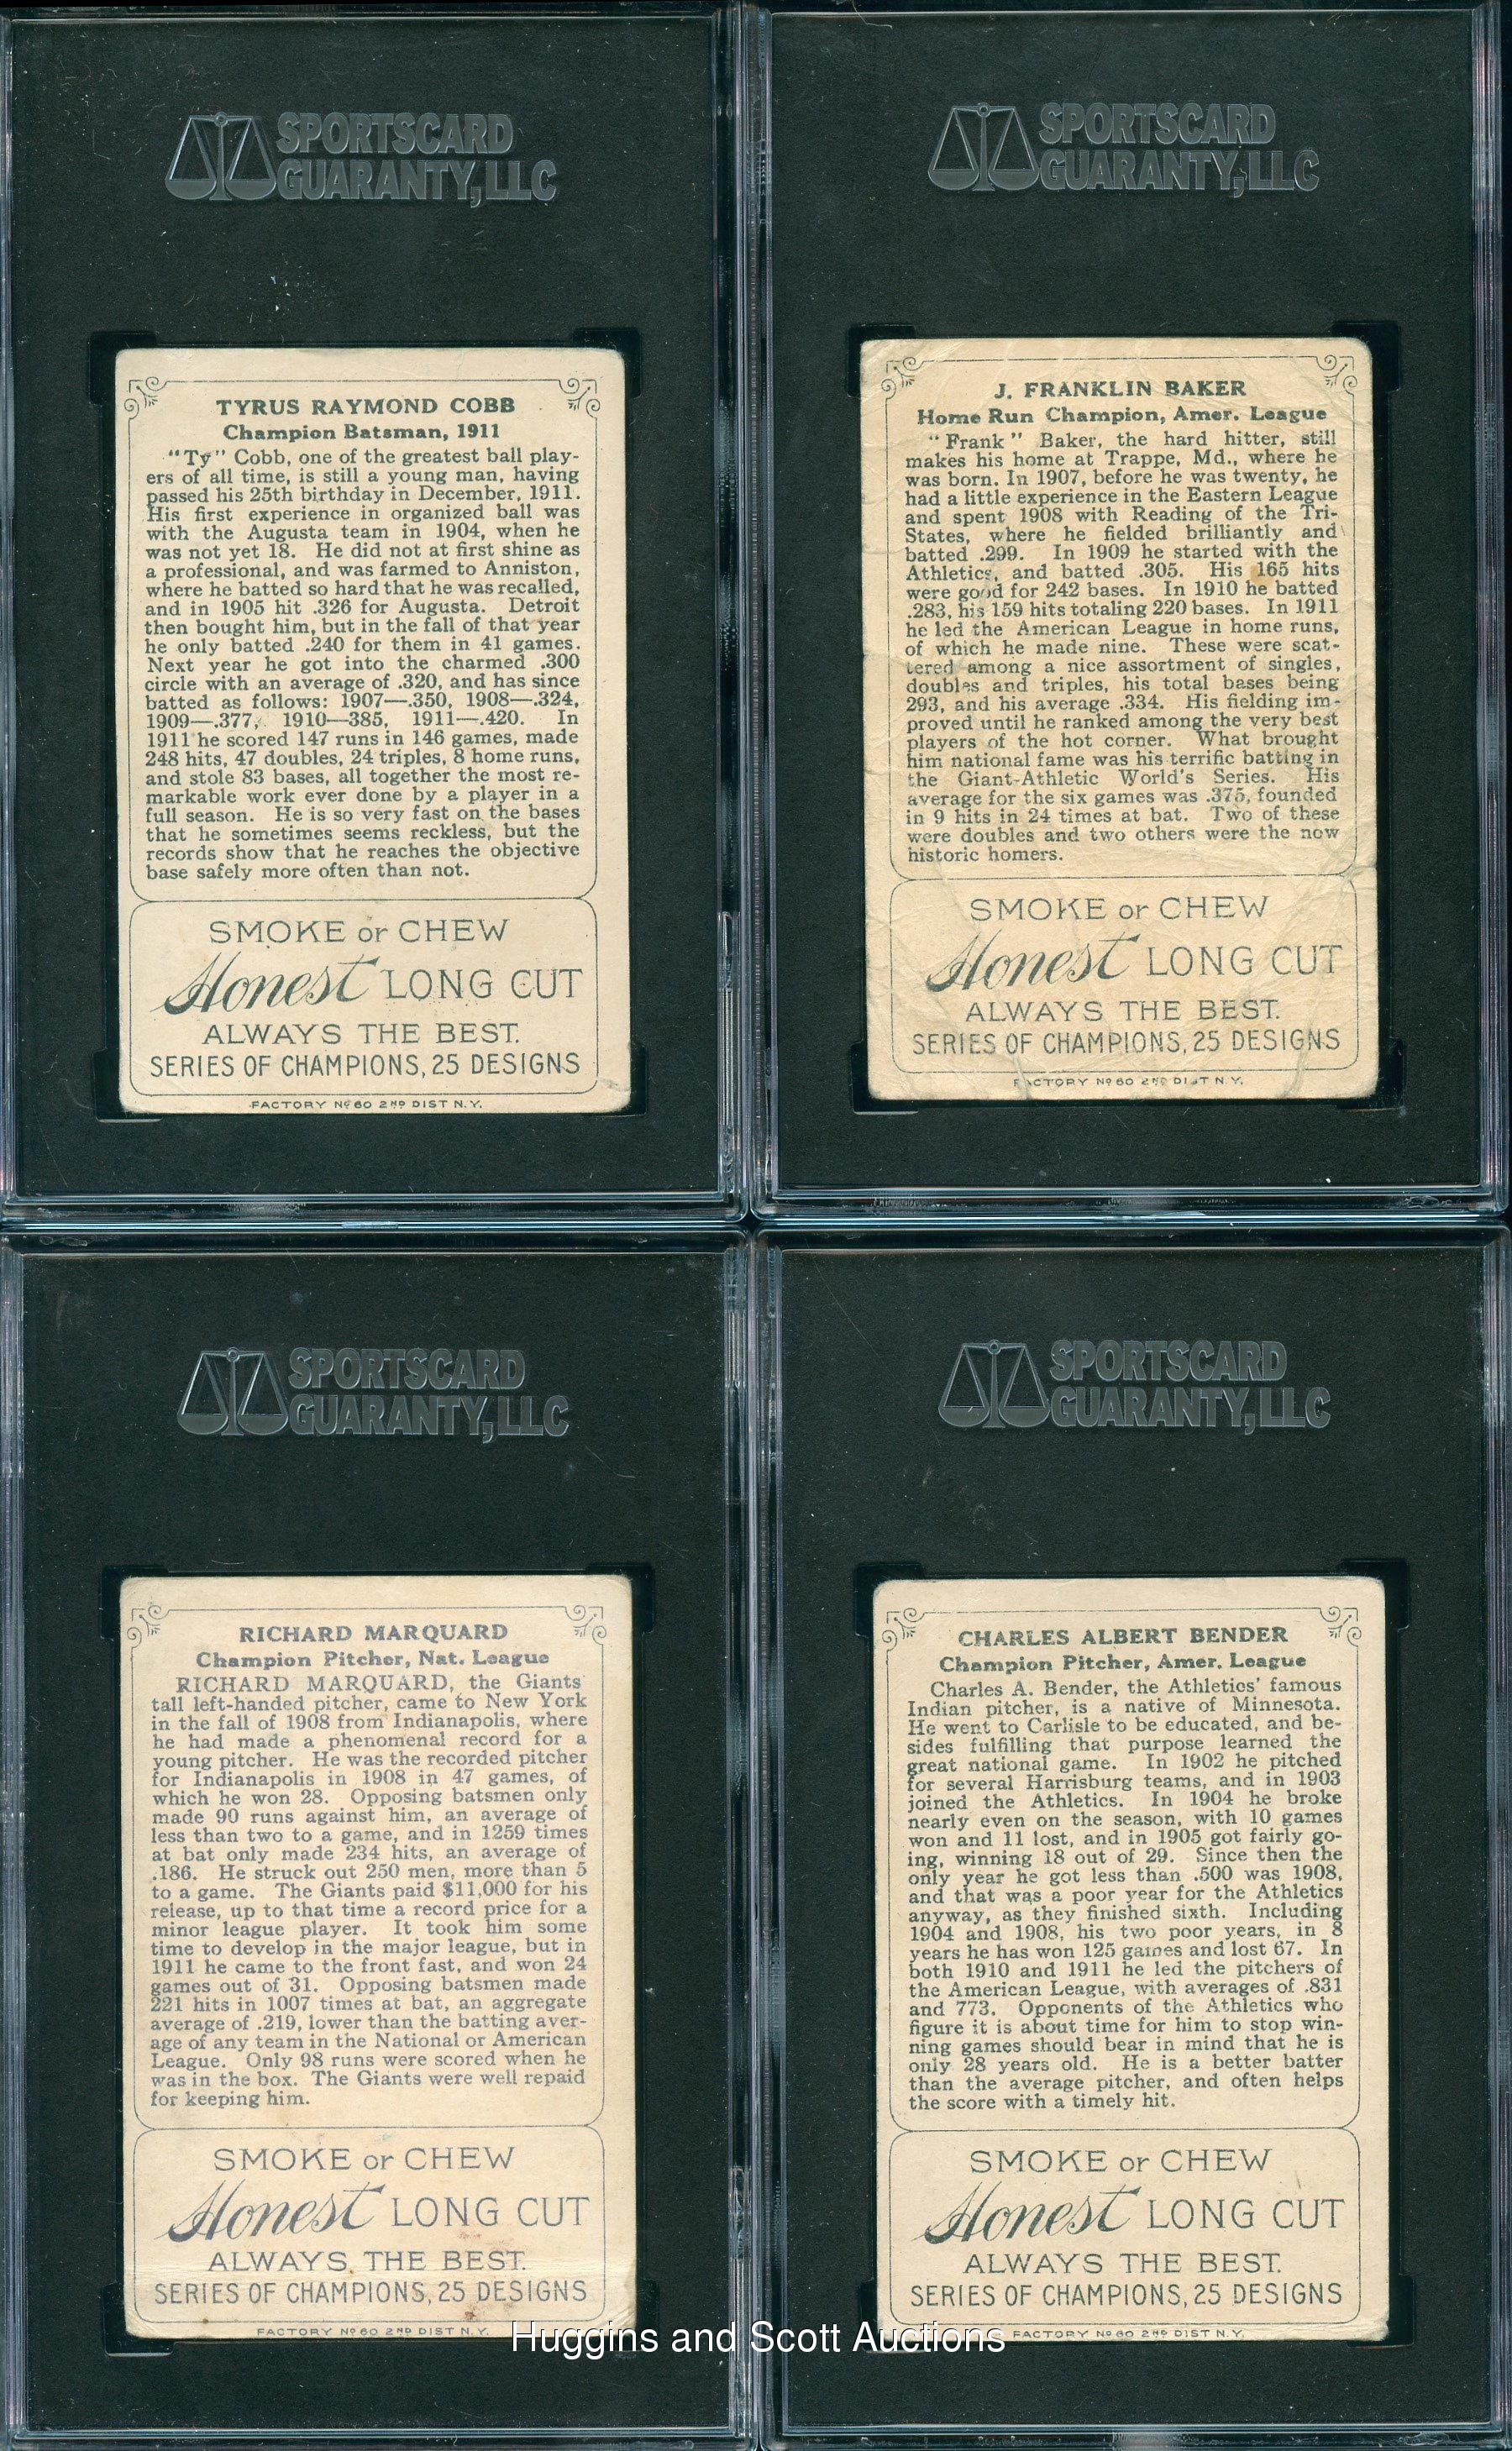 SPORTSCARD
GUARANTY, LLC
TYRUS RAYMOND COBB
Champion Batsman, 1911
"Ty" Cobb, one of the greatest ball play-
ers of all time, is still a young man, having
passed his 25th birthday in December, 1911.
His first experience in organized ball was
with the Augusta team in 1904, when he
was not yet 18. He did not at first shine as
a professional, and was farmed to Anniston,
where he batted so hard that he was recalled,
and in 1905 hit .326 for Augusta. Detroit
then bought him, but in the fall of that year
he only batted .240 for them in 41 games.
Next year he got into the charmed .300
circle with an average of .320, and has since
batted as follows: 1907—.350, 1908—.324,
1909—.377, 1910—385, 1911—.420. In
1911 he scored 147 runs in 146 games, made
248 hits, 47 doubles, 24 triples, 8 home runs,
and stole 83 bases, all together the most re-
markable work ever done by a player in a
full season. He is so very fast on the bases
that he sometimes seems reckless, but the
records show that he reaches the objective
base safely more often than not.
SMOKE or CHEW
Honest LONG CUT
ALWAYS THE BEST.
SERIES OF CHAMPIONS, 25 DESIGNS
FACTORY Nº 60 2ND DIST N.Y.
SPORTSCARD
GUARANTY, LLC
J. FRANKLIN BAKER
Home Run Champion, Amer. League
"Frank" Baker, the hard hitter, still
makes his home at Trappe, Md., where he
was born. In 1907, before he was twenty, he
had a little experience in the Eastern League
and spent 1908 with Reading of the Tri-
States, where he fielded brilliantly and
batted .299. In 1909 he started with the
Athletics, and batted .305. His 165 hits
were good for 242 bases. In 1910 he batted
.283, his 159 hits totaling 220 bases. In 1911
he led the American League in home runs,
of which he made nine. These were scat-
tered among a nice assortment of singles,
doubles and triples, his total bases being
293, and his average .334. His fielding im-
proved until he ranked among the very best
players of the hot corner. What brought
him national fame was his terrific batting in
the Giant-Athletic World's Series. His
average for the six games was .375, founded
in 9 hits in 24 times at bat. Two of these
were doubles and two others were the now
historic homers.
SMOKE or CHEW
Honest LONG CUT
ALWAYS THE BEST.
SERIES OF CHAMPIONS, 25 DESIGNS
FACTORY Nº 60 2ND DIST N.Y.
SPORTSCARD
GUARANTY, LLC
RICHARD MARQUARD
Champion Pitcher, Nat. League
RICHARD MARQUARD, the Giants'
tall left-handed pitcher, came to New York
in the fall of 1908 from Indianapolis, where
he had made a phenomenal record for a
young pitcher. He was the recorded pitcher
for Indianapolis in 1908 in 47 games, of
which he won 28. Opposing batsmen only
made 90 runs against him, an average of
less than two to a game, and in 1259 times
at bat only made 234 hits, an average of
.186. He struck out 250 men, more than 5
to a game. The Giants paid $11,000 for his
release, up to that time a record price for a
minor league player. It took him some
time to develop in the major league, but in
1911 he came to the front fast, and won 24
games out of 31. Opposing batsmen made
221 hits in 1007 times at bat, an aggregate
average of .219, lower than the batting aver-
age of any team in the National or American
League. Only 98 runs were scored when he
was in the box. The Giants were well repaid
for keeping him.
SMOKE or CHEW
Honest LONG CUT
ALWAYS THE BEST.
SERIES OF CHAMPIONS, 25 DESIGNS
FACTORY Nº 60 2ND DIST N.Y.
SPORTSCARD
GUARANTY, LLC
CHARLES ALBERT BENDER
Champion Pitcher, Amer. League
Charles A. Bender, the Athletics' famous
Indian pitcher, is a native of Minnesota.
He went to Carlisle to be educated, and be-
sides fulfilling that purpose learned the
great national game. In 1902 he pitched
for several Harrisburg teams, and in 1903
joined the Athletics. In 1904 he broke
nearly even on the season, with 10 games
won and 11 lost, and in 1905 got fairly go-
ing, winning 18 out of 29. Since then the
only year he got less than .500 was 1908,
and that was a poor year for the Athletics
anyway, as they finished sixth. Including
1904 and 1908, his two poor years, in 8
years he has won 125 games and lost 67. In
both 1910 and 1911 he led the pitchers of
the American League, with averages of .831
and 773. Opponents of the Athletics who
figure it is about time for him to stop win-
ning games should bear in mind that he is
only 28 years old. He is a better batter
than the average pitcher, and often helps
the score with a timely hit.
SMOKE or CHEW
Honest LONG CUT
ALWAYS THE BEST.
SERIES OF CHAMPIONS, 25 DESIGNS
FACTORY Nº 60 2ND DIST N.Y.
Huggins and Scott Auctions